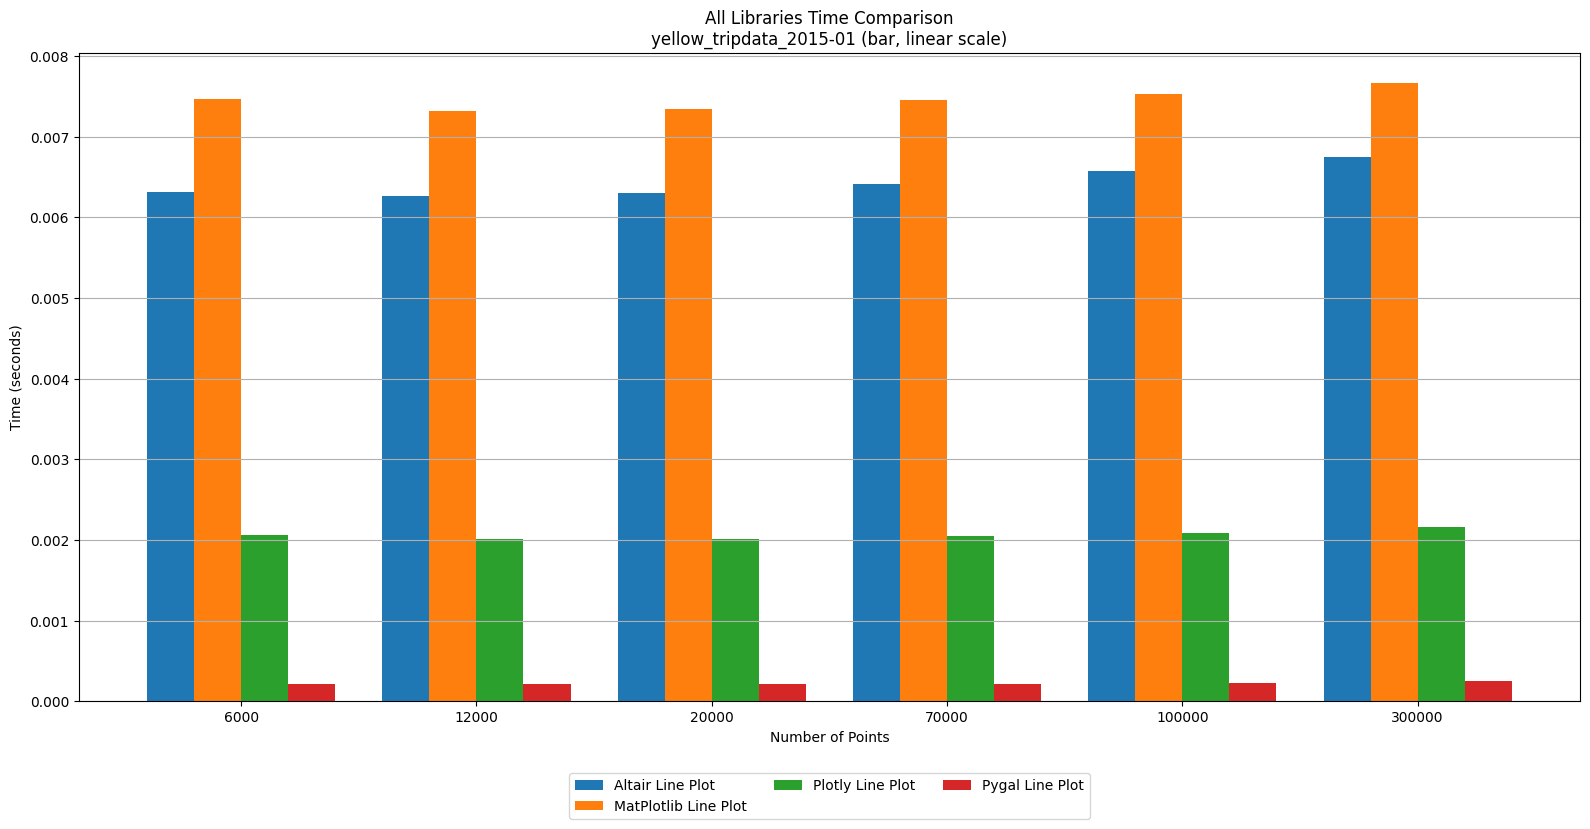 All Libraries Time Comparison
yellow_tripdata_2015-01 (bar, linear scale)
0.008
0.007
0.006
0.005
0.004
0.003
0.002
0.001
0.000
Time (seconds)
6000 12000 20000 70000 100000 300000
Number of Points
Altair Line Plot Plotly Line Plot Pygal Line Plot
MatPlotlib Line Plot